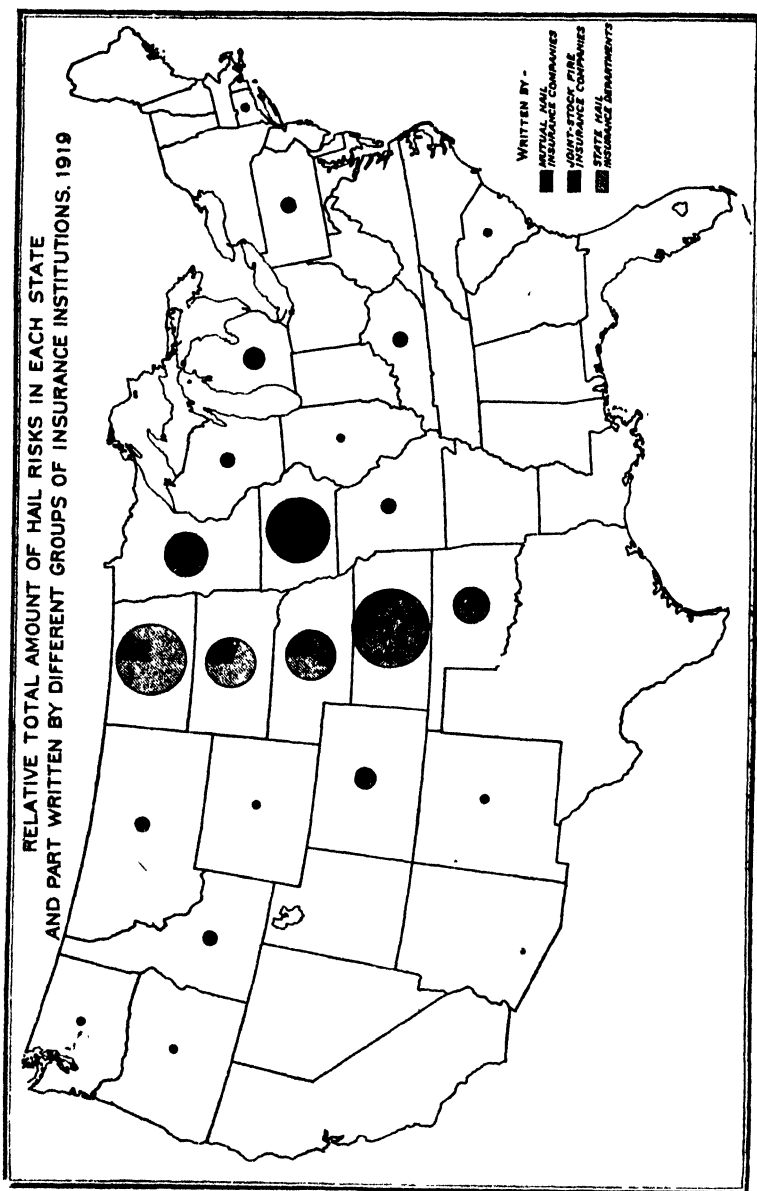 RELATIVE TOTAL AMOUNT OF HAIL RISKS IN EACH STATE
AND PART WRITTEN BY DIFFERENT GROUPS OF INSURANCE INSTITUTIONS. 1919
WRITTEN BY -
MUTUAL HAIL
INSURANCE COMPANIES
JOINT-STOCK FIRE
INSURANCE COMPANIES
STATE HAIL
INSURANCE DEPARTMENTS